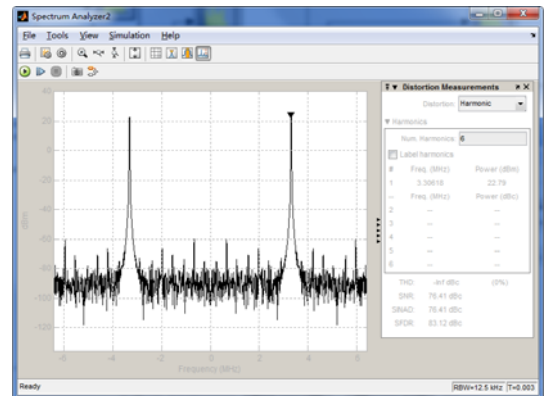 Spectrum Analyzer2
File Tools View Simulation Help
Distortion Measurements
Distortion: Harmonic
Harmonics
Num. Harmonics: 6
Label harmonics
# Freq. (MHz) Power (dBm)
1 3.30618 22.79
-- Freq. (MHz) Power (dBc)
2 -- --
3 -- --
4 -- --
5 -- --
6 -- --
THD: -Inf dBc (0%)
SNR: 76.41 dBc
SINAD: 76.41 dBc
SFDR: 83.12 dBc
40
-20
-40
-60
-80
-100
-120
dBm
-6 -4 -2 0 2 4 6
Frequency (MHz)
Ready
RBW=12.5 kHz T=0.003